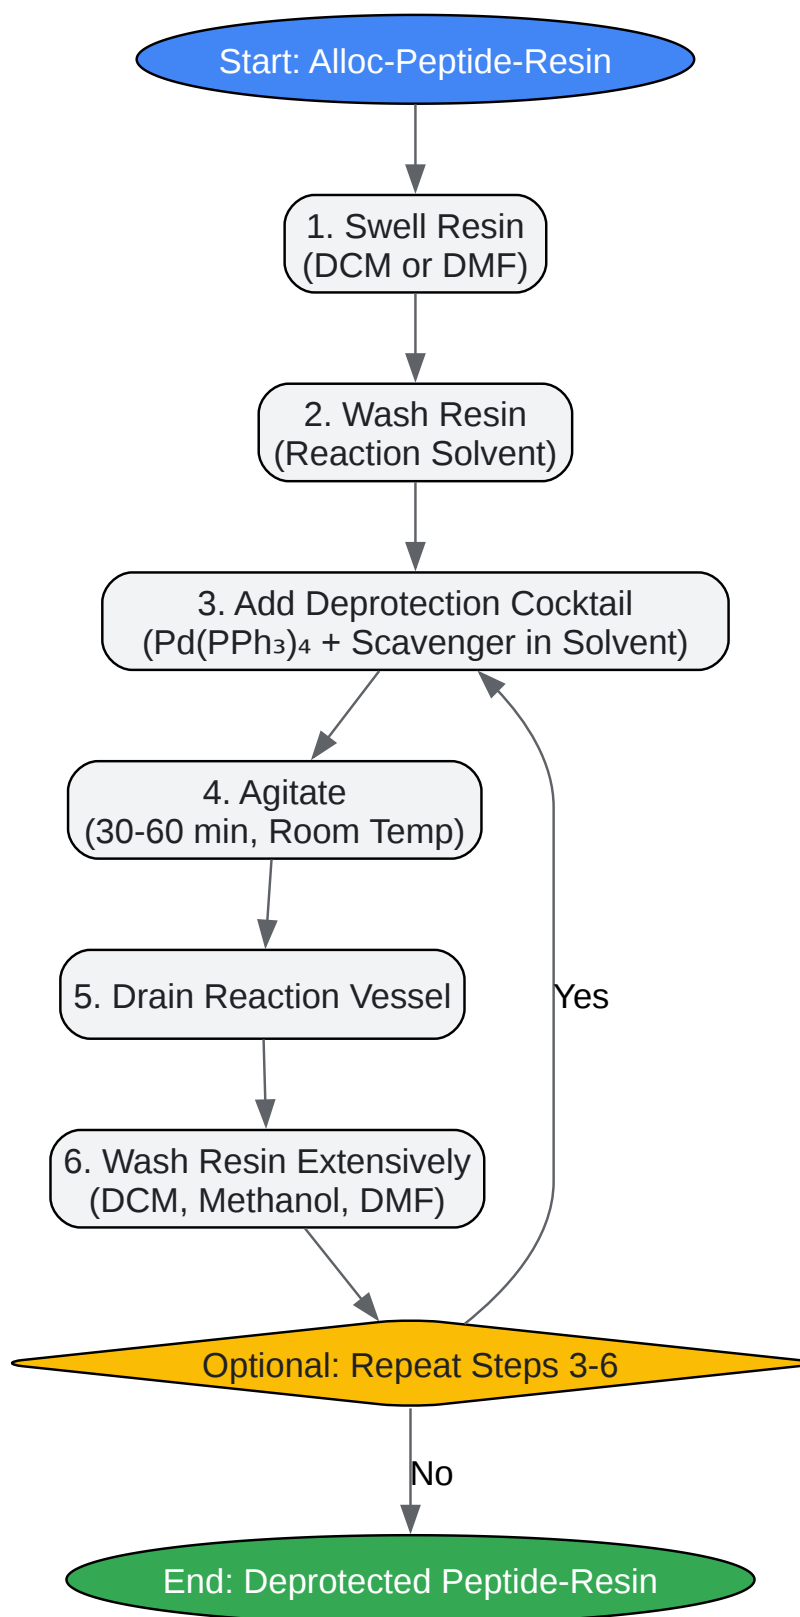 Start: Alloc-Peptide-Resin
1. Swell Resin
(DCM or DMF)
2. Wash Resin
(Reaction Solvent)
3. Add Deprotection Cocktail
(Pd(PPh₃)₄ + Scavenger in Solvent)
4. Agitate
(30-60 min, Room Temp)
5. Drain Reaction Vessel
Yes
6. Wash Resin Extensively
(DCM, Methanol, DMF)
Optional: Repeat Steps 3-6
No
End: Deprotected Peptide-Resin